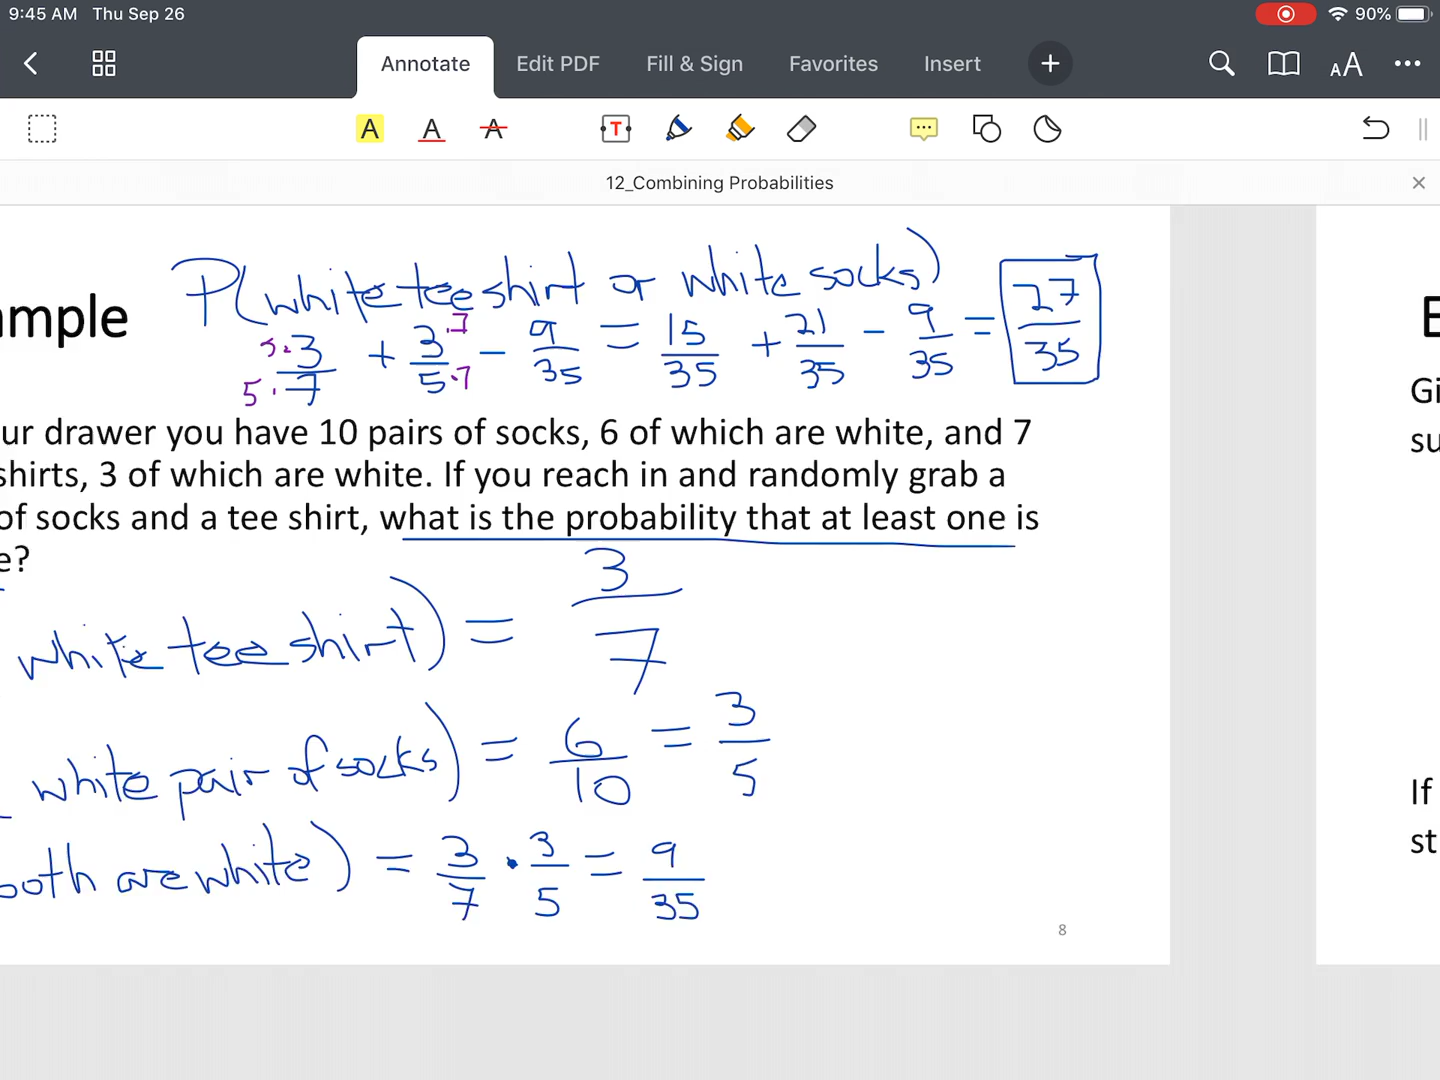 9:45 AM Thu Sep 26 90%
Annotate Edit PDF Fill & Sign Favorites Insert + AA
A A A T
12_Combining Probabilities
P(white tee shirt or white socks)
5·3/5·7 + 3·7/5·7 - 9/35 = 15/35 + 21/35 - 9/35 = 27/35
ample
E
ur drawer you have 10 pairs of socks, 6 of which are white, and 7
Gi
shirts, 3 of which are white. If you reach in and randomly grab a
su
of socks and a tee shirt, what is the probability that at least one is
e?
white tee shirt) = 3/7
white pair of socks) = 6/10 = 3/5
If
both are white) = 3/7 · 3/5 = 9/35
st
8